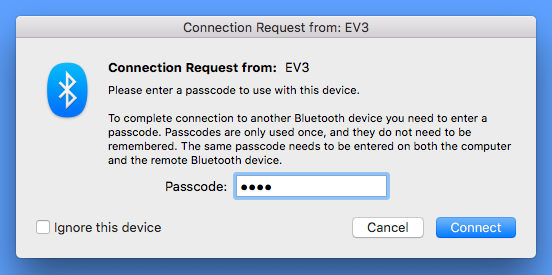 Connection Request from: EV3
Connection Request from: EV3
Please enter a passcode to use with this device.
To complete connection to another Bluetooth device you need to enter a
passcode. Passcodes are only used once, and they do not need to be
remembered. The same passcode needs to be entered on both the computer
and the remote Bluetooth device.
Passcode: ●●●●
Ignore this device
Cancel
Connect